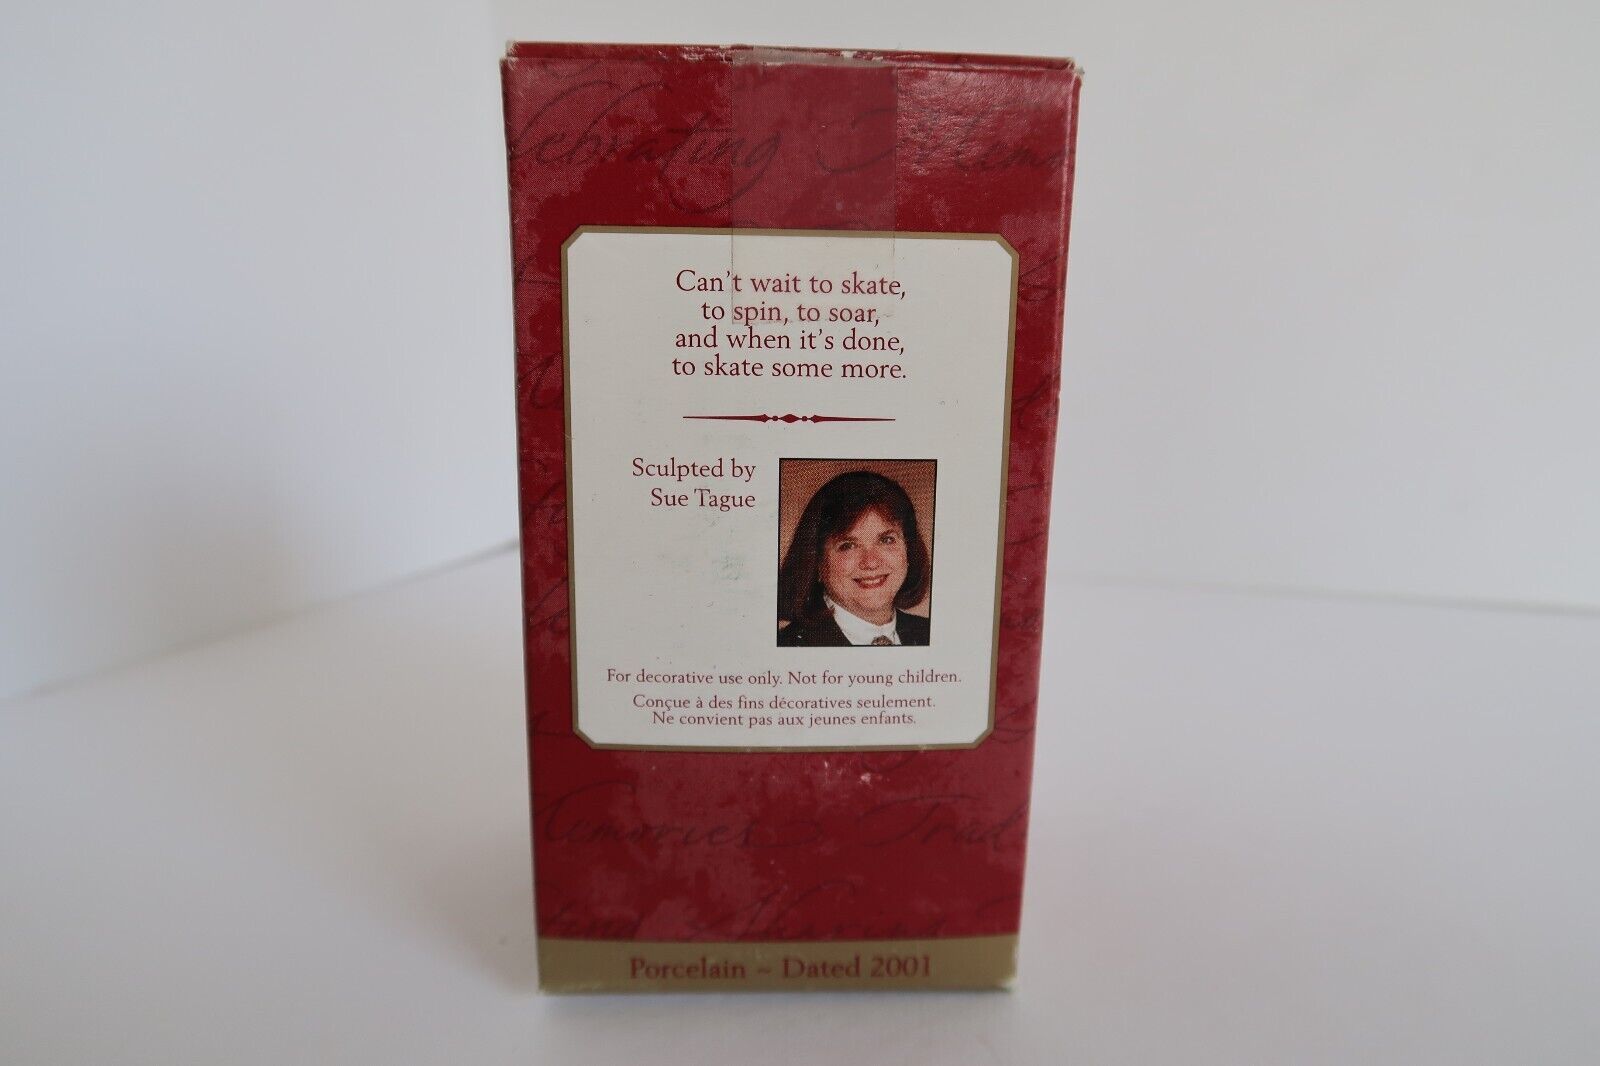 Celebrating
Can't wait to skate,
to spin, to soar,
and when it's done,
to skate some more.
Sculpted by
Sue Tague
For decorative use only. Not for young children.
Conçue à des fins décoratives seulement.
Ne convient pas aux jeunes enfants.
Memories
Porcelain ~ Dated 2001